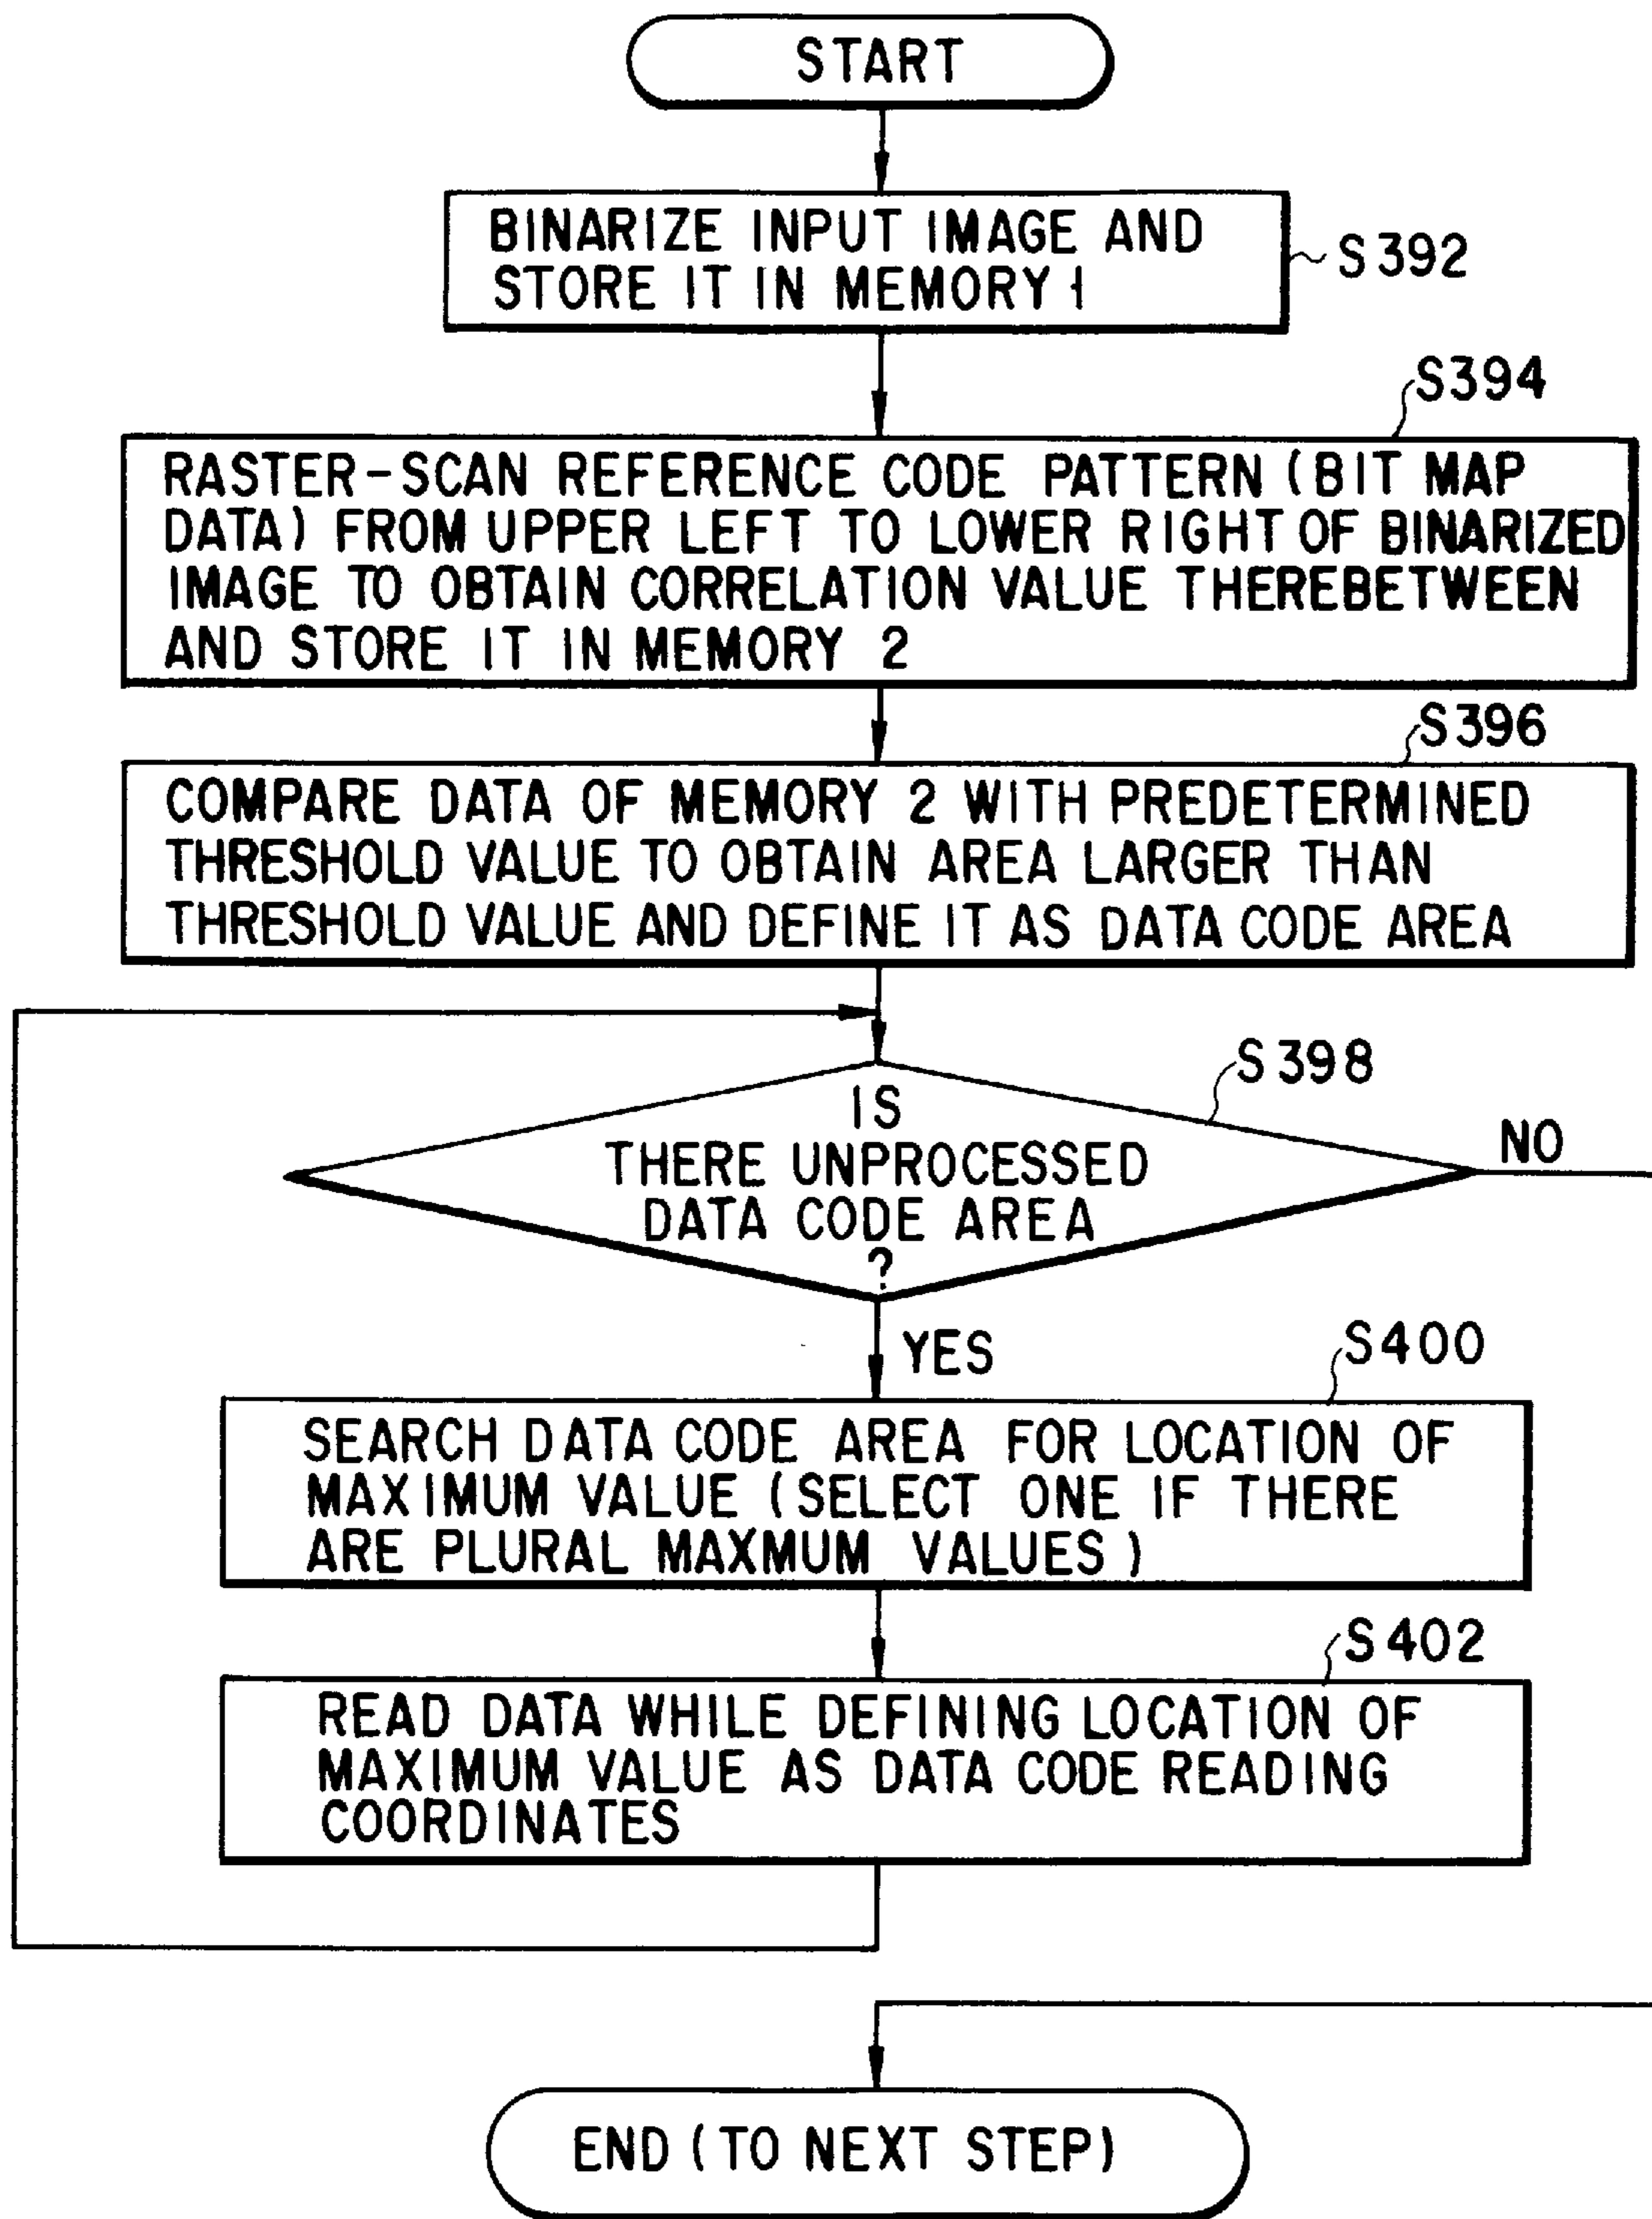 START
BINARIZE INPUT IMAGE AND
STORE IT IN MEMORY 1
S392
S394
RASTER-SCAN REFERENCE CODE PATTERN (BIT MAP
DATA) FROM UPPER LEFT TO LOWER RIGHT OF BINARIZED
IMAGE TO OBTAIN CORRELATION VALUE THEREBETWEEN
AND STORE IT IN MEMORY 2
S396
COMPARE DATA OF MEMORY 2 WITH PREDETERMINED
THRESHOLD VALUE TO OBTAIN AREA LARGER THAN
THRESHOLD VALUE AND DEFINE IT AS DATA CODE AREA
S398
IS
THERE UNPROCESSED
DATA CODE AREA
?
NO
YES
S400
SEARCH DATA CODE AREA FOR LOCATION OF
MAXIMUM VALUE (SELECT ONE IF THERE
ARE PLURAL MAXMUM VALUES)
S402
READ DATA WHILE DEFINING LOCATION OF
MAXIMUM VALUE AS DATA CODE READING
COORDINATES
END (TO NEXT STEP)